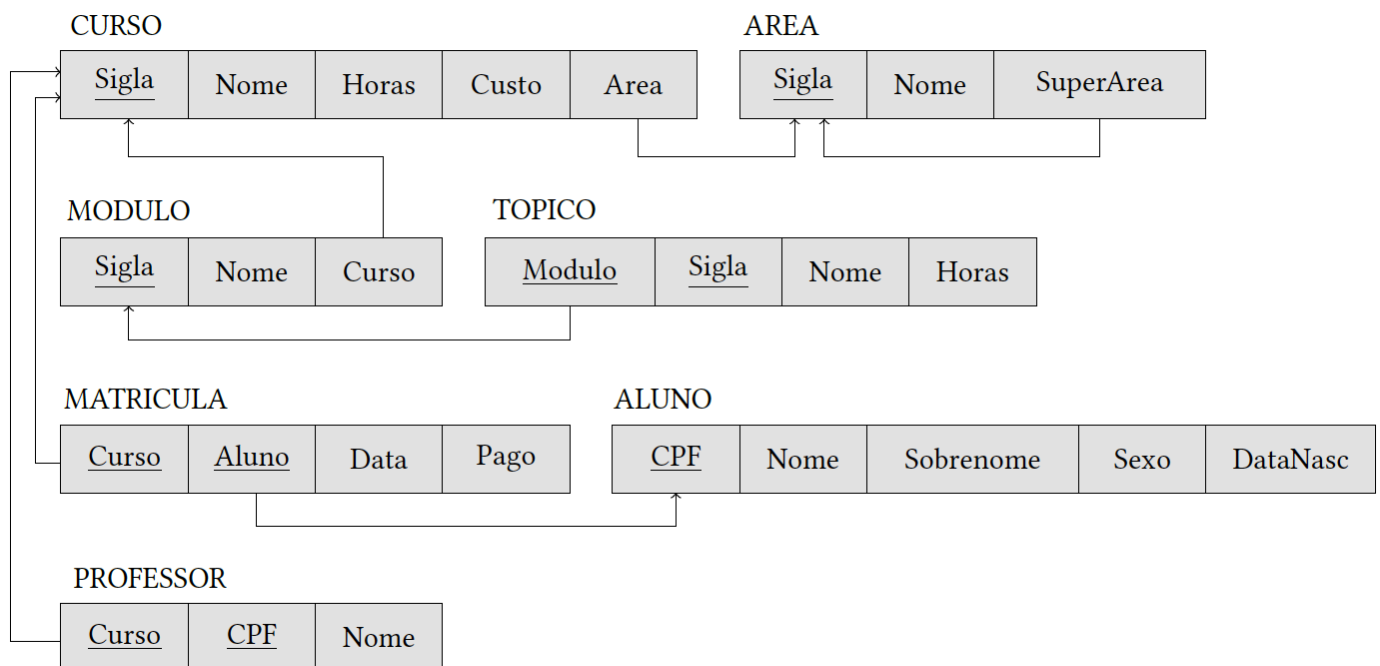 CURSO AREA
Sigla Nome Horas Custo Area Sigla Nome SuperArea
MODULO TOPICO
Sigla Nome Curso Modulo Sigla Nome Horas
MATRICULA ALUNO
Curso Aluno Data Pago CPF Nome Sobrenome Sexo DataNasc
PROFESSOR
Curso CPF Nome